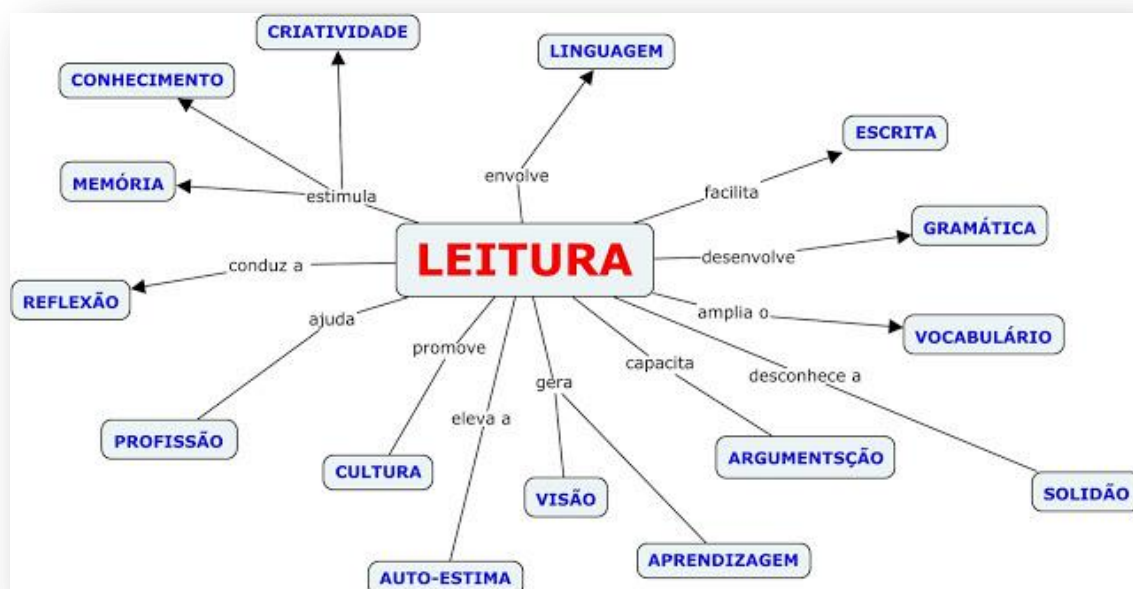 CRIATIVIDADE
LINGUAGEM
CONHECIMENTO
ESCRITA
MEMÓRIA
estimula
envolve
facilita
GRAMÁTICA
LEITURA
desenvolve
conduz a
REFLEXÃO
ajuda
amplia o
VOCABULÁRIO
promove
capacita
desconhece a
gera
eleva a
PROFISSÃO
CULTURA
ARGUMENTSÇÃO
VISÃO
SOLIDÃO
APRENDIZAGEM
AUTO-ESTIMA